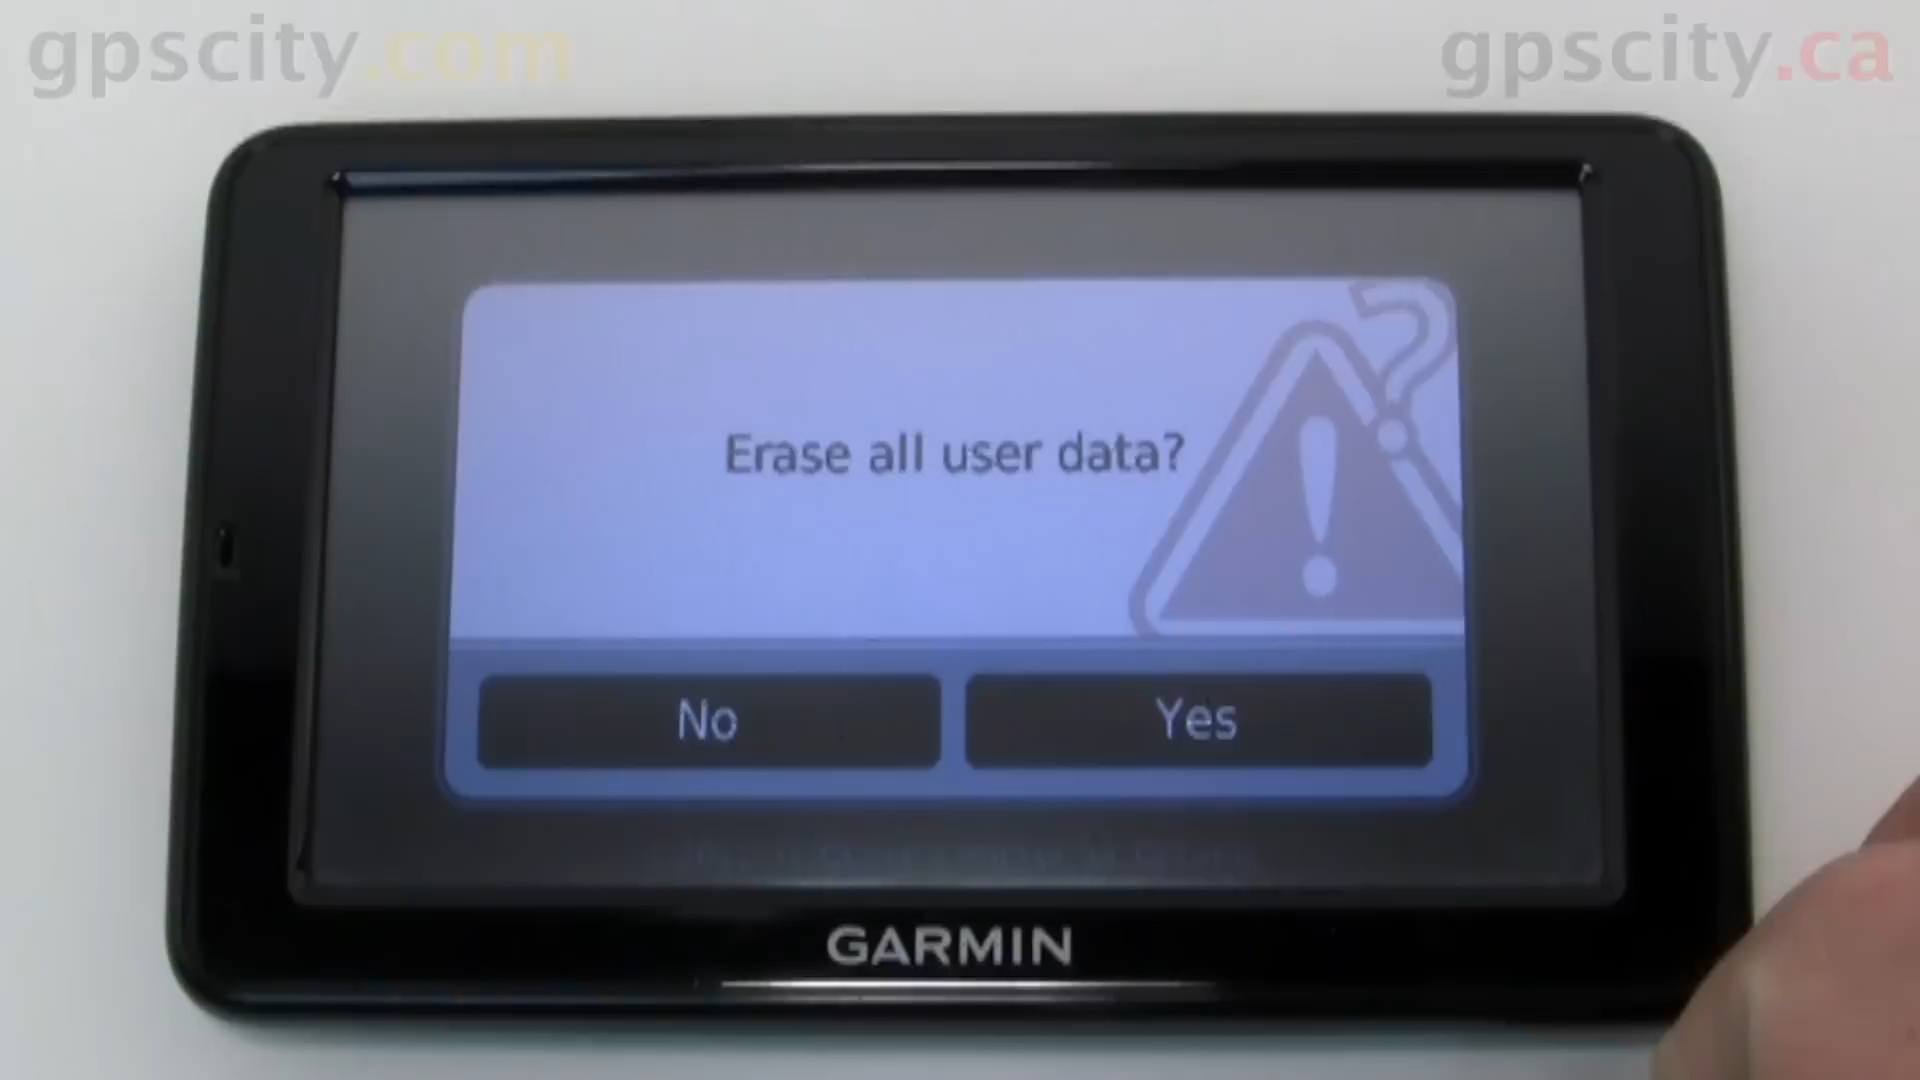 gpscity.com
gpscity.ca
Erase all user data?
No
Yes
GARMIN